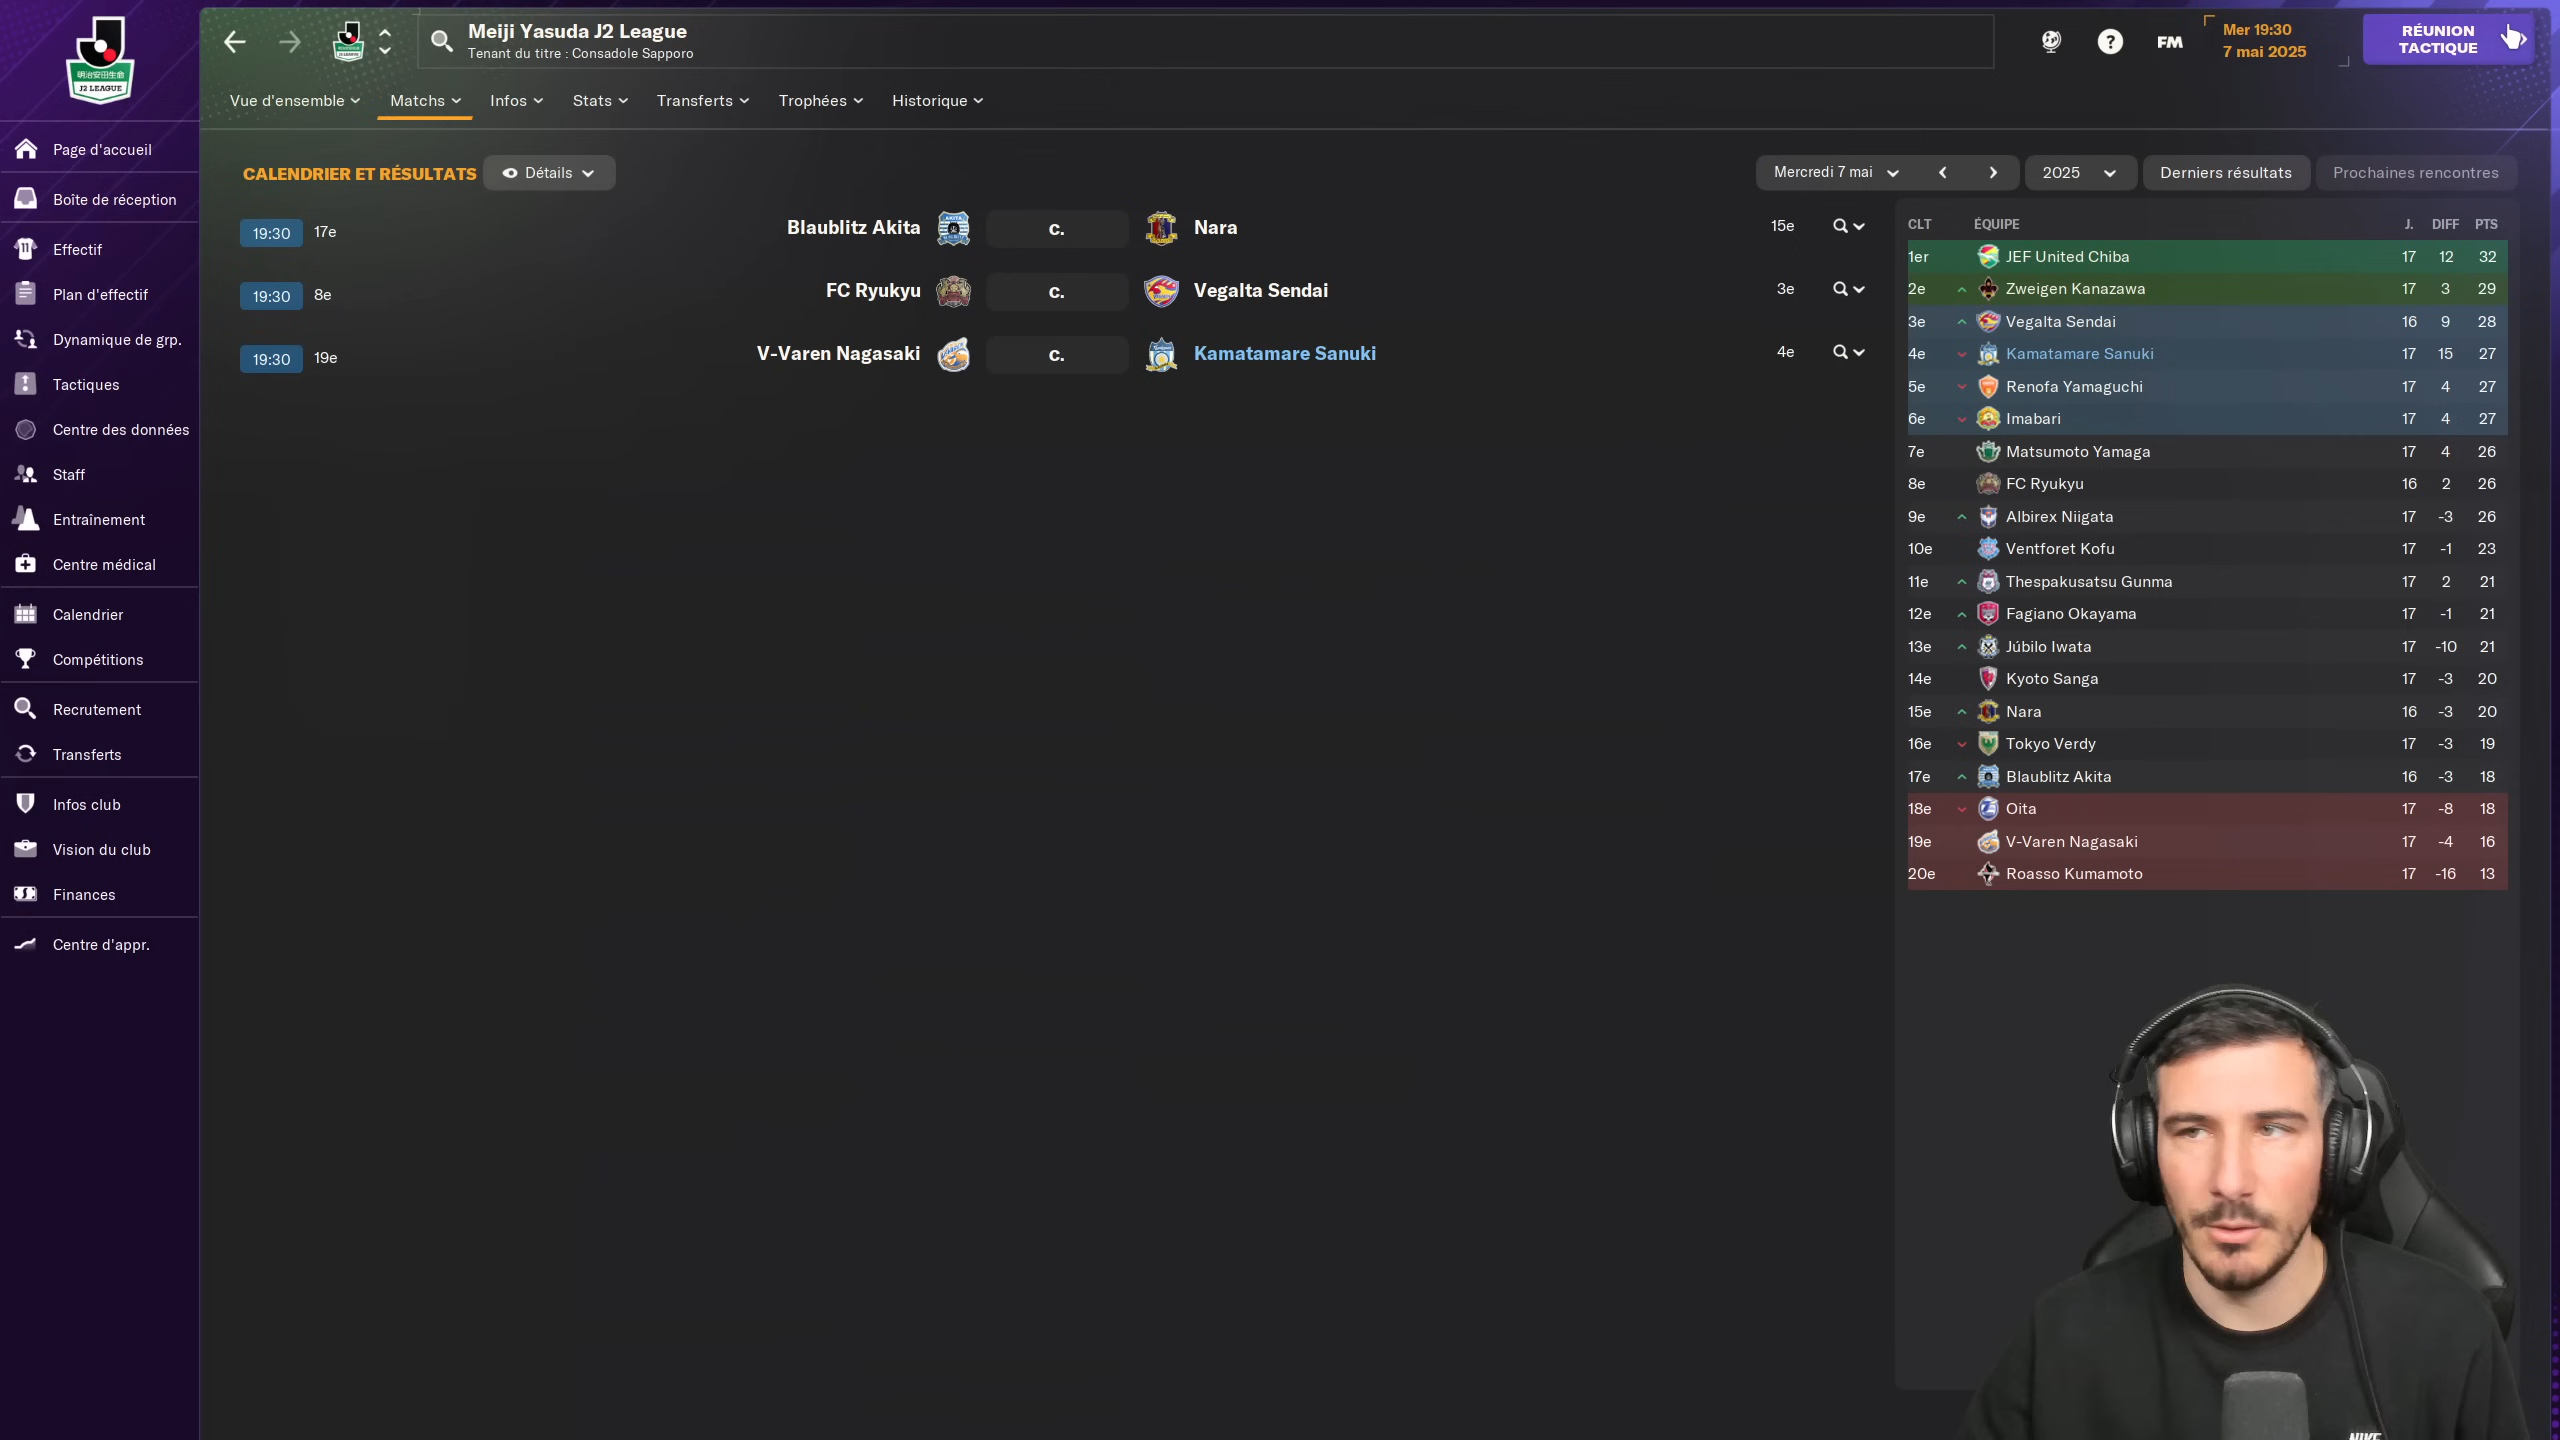 Meiji Yasuda J2 League
Tenant du titre : Consadole Sapporo
FM
Mer 19:30
7 mai 2025
RÉUNION
TACTIQUE
明治安田生命
J2 LEAGUE
Vue d'ensemble
Matchs
Infos
Stats
Transferts
Trophées
Historique
Page d'accueil
Boîte de réception
Effectif
Plan d'effectif
Dynamique de grp.
Tactiques
Centre des données
Staff
Entraînement
Centre médical
Calendrier
Compétitions
Recrutement
Transferts
Infos club
Vision du club
Finances
Centre d'appr.
CALENDRIER ET RÉSULTATS
Détails
Mercredi 7 mai
2025
Derniers résultats
Prochaines rencontres
19:30 17e Blaublitz Akita c. Nara 15e
19:30 8e FC Ryukyu c. Vegalta Sendai 3e
19:30 19e V-Varen Nagasaki c. Kamatamare Sanuki 4e
CLT ÉQUIPE J. DIFF PTS
1er JEF United Chiba 17 12 32
2e Zweigen Kanazawa 17 3 29
3e Vegalta Sendai 16 9 28
4e Kamatamare Sanuki 17 15 27
5e Renofa Yamaguchi 17 4 27
6e Imabari 17 4 27
7e Matsumoto Yamaga 17 4 26
8e FC Ryukyu 16 2 26
9e Albirex Niigata 17 -3 26
10e Ventforet Kofu 17 -1 23
11e Thespakusatsu Gunma 17 2 21
12e Fagiano Okayama 17 -1 21
13e Júbilo Iwata 17 -10 21
14e Kyoto Sanga 17 -3 20
15e Nara 16 -3 20
16e Tokyo Verdy 17 -3 19
17e Blaublitz Akita 16 -3 18
18e Oita 17 -8 18
19e V-Varen Nagasaki 17 -4 16
20e Roasso Kumamoto 17 -16 13
NIKE